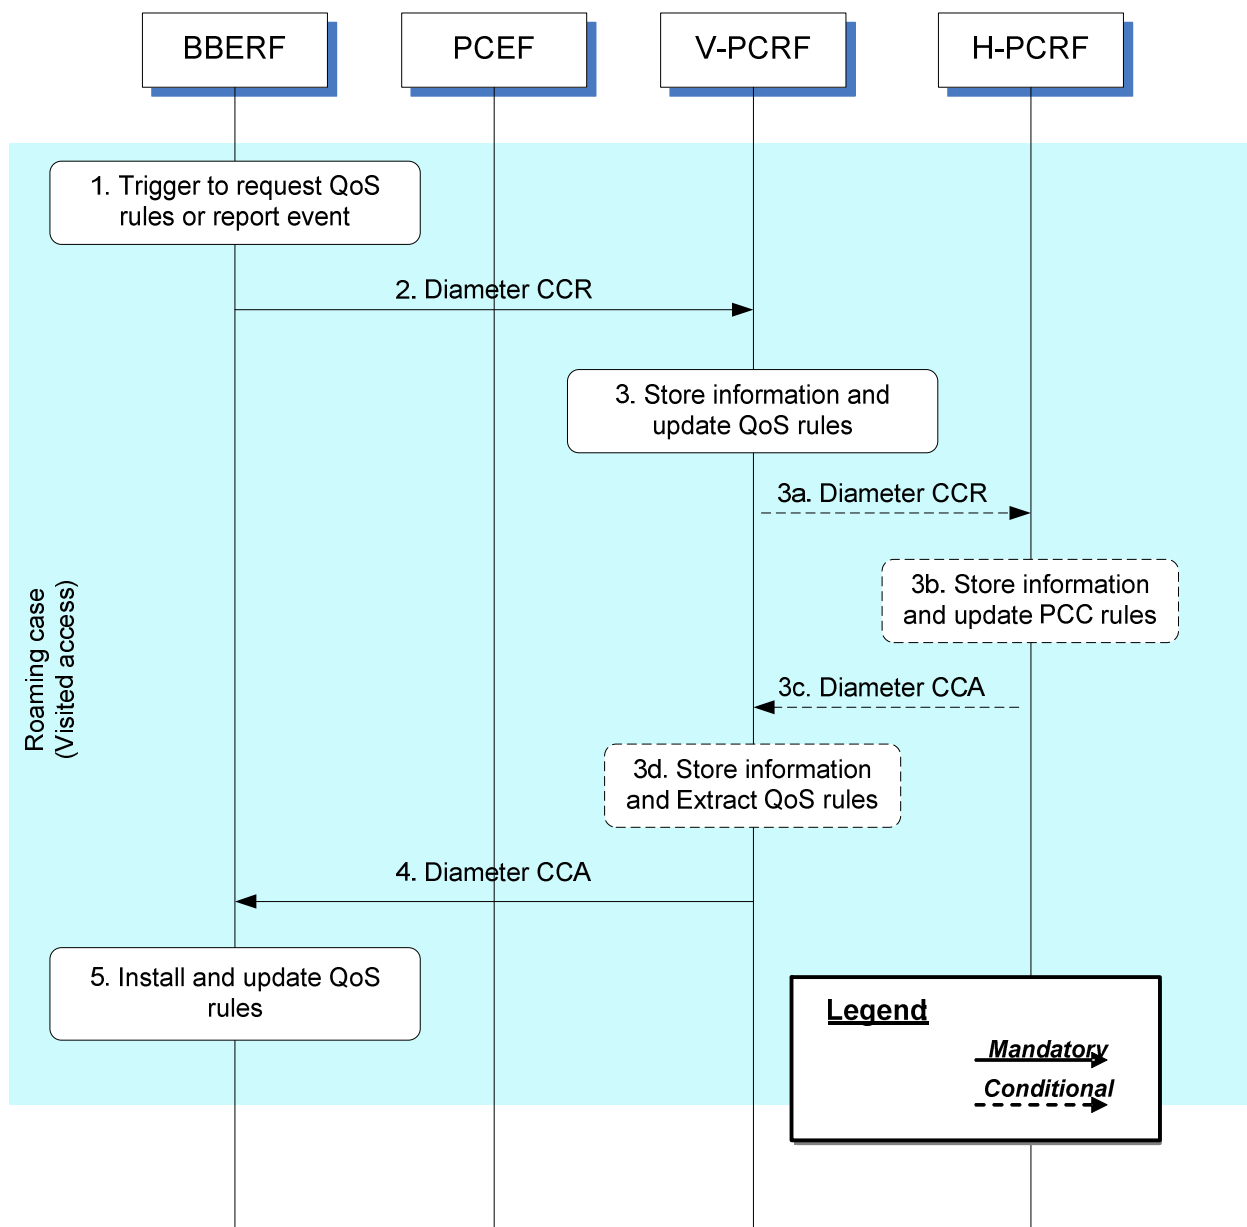 BBERF
PCEF
V-PCRF
H-PCRF
1. Trigger to request QoS
rules or report event
2. Diameter CCR
3. Store information and
update QoS rules
3a. Diameter CCR
3b. Store information
and update PCC rules
Roaming case
(Visited access)
3c. Diameter CCA
3d. Store information
and Extract QoS rules
4. Diameter CCA
5. Install and update QoS
rules
Legend
Mandatory
Conditional